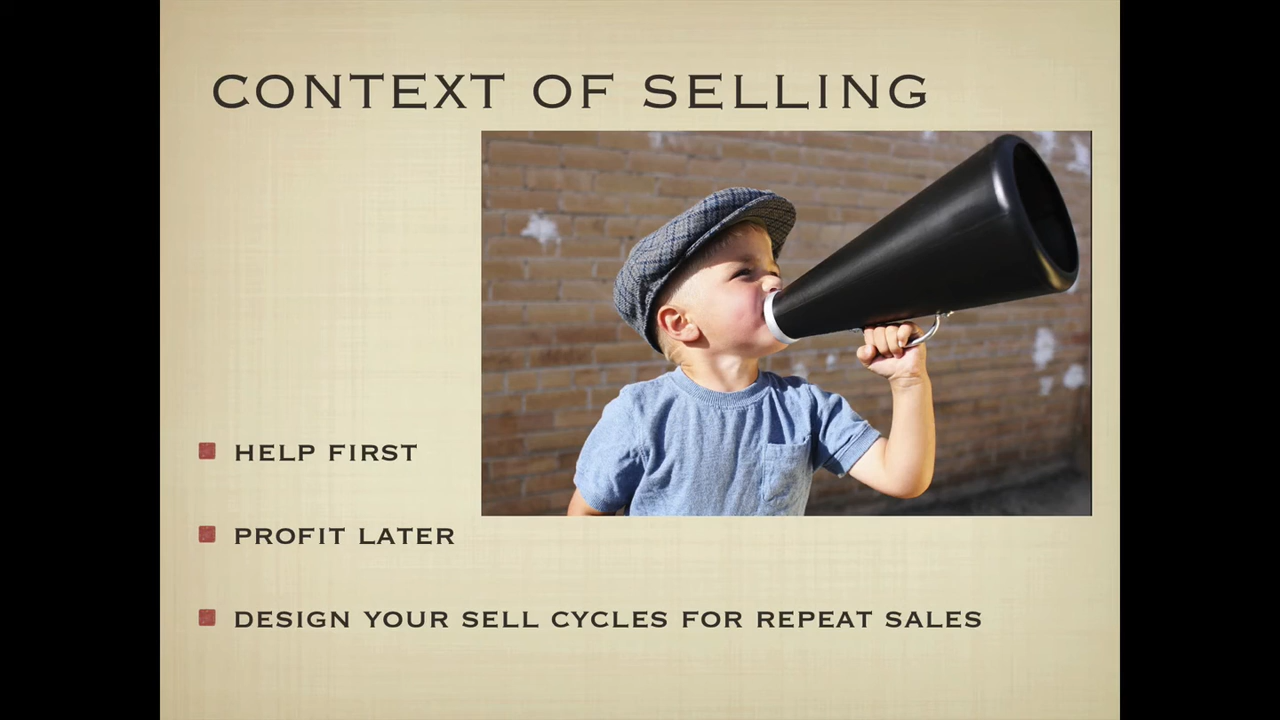 CONTEXT OF SELLING
HELP FIRST
PROFIT LATER
DESIGN YOUR SELL CYCLES FOR REPEAT SALES